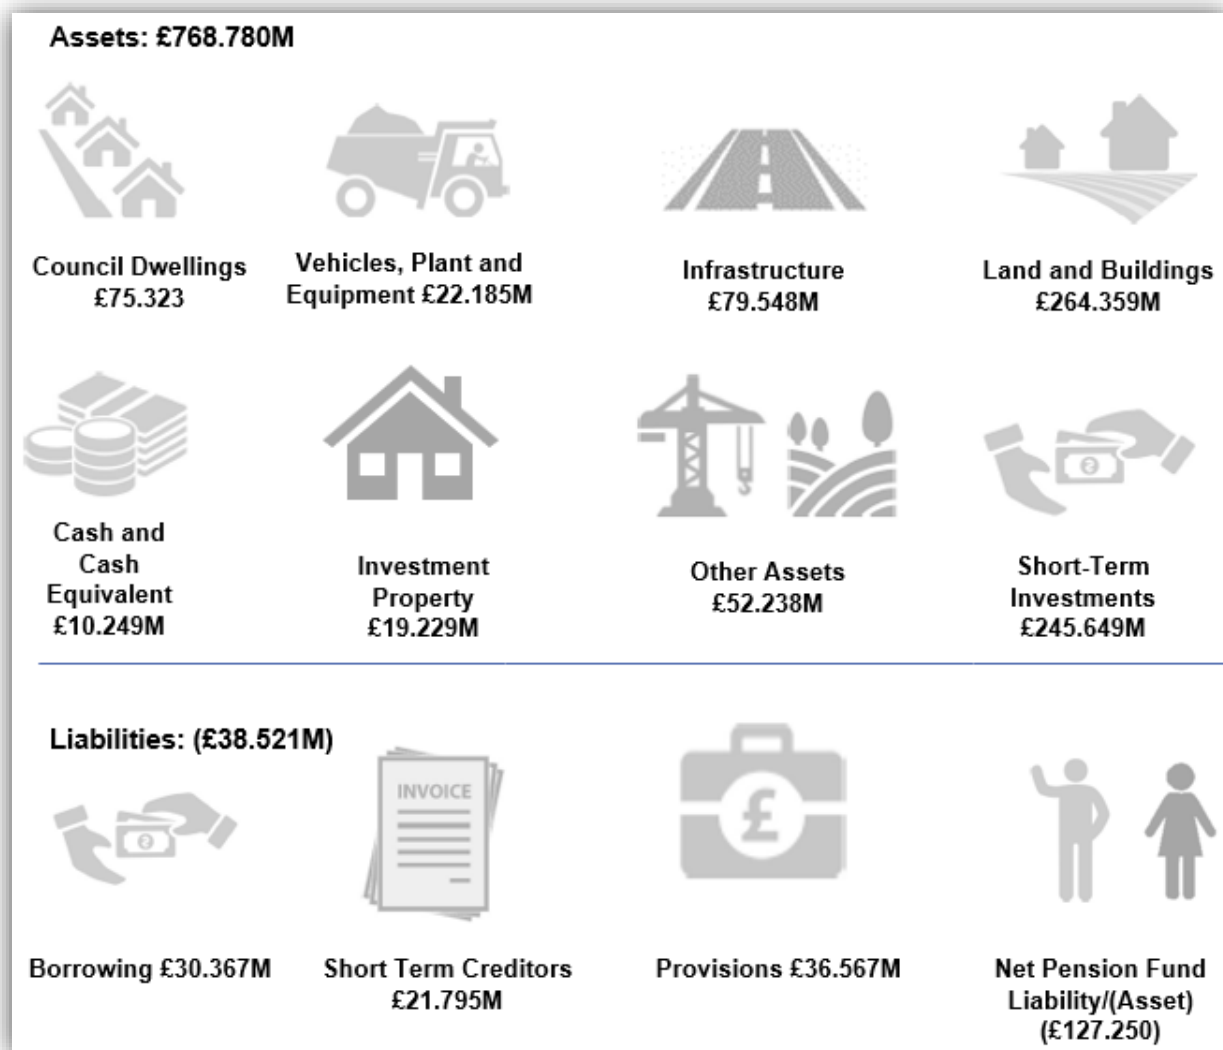 Assets: £768.780M
Council Dwellings
£75.323
Vehicles, Plant and
Equipment £22.185M
Infrastructure
£79.548M
Land and Buildings
£264.359M
Cash and
Cash
Equivalent
£10.249M
Investment
Property
£19.229M
Other Assets
£52.238M
Short-Term
Investments
£245.649M
Liabilities: (£38.521M)
INVOICE
£
Borrowing £30.367M
Short Term Creditors
£21.795M
Provisions £36.567M
Net Pension Fund
Liability/(Asset)
(£127.250)